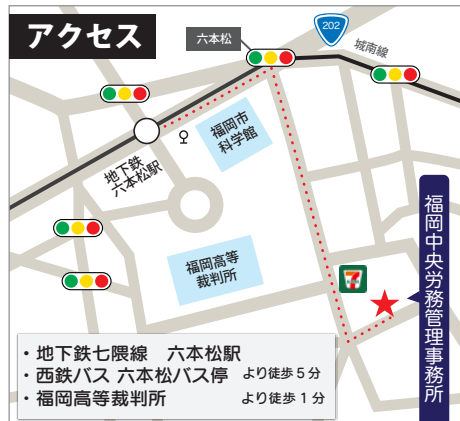 アクセス
六本松
202
城南線
福岡市
科学館
地下鉄
六本松駅
福岡高等
裁判所
7
福岡中央労務管理事務所
・地下鉄七隈線　六本松駅
・西鉄バス 六本松バス停 より徒歩５分
・福岡高等裁判所 より徒歩１分